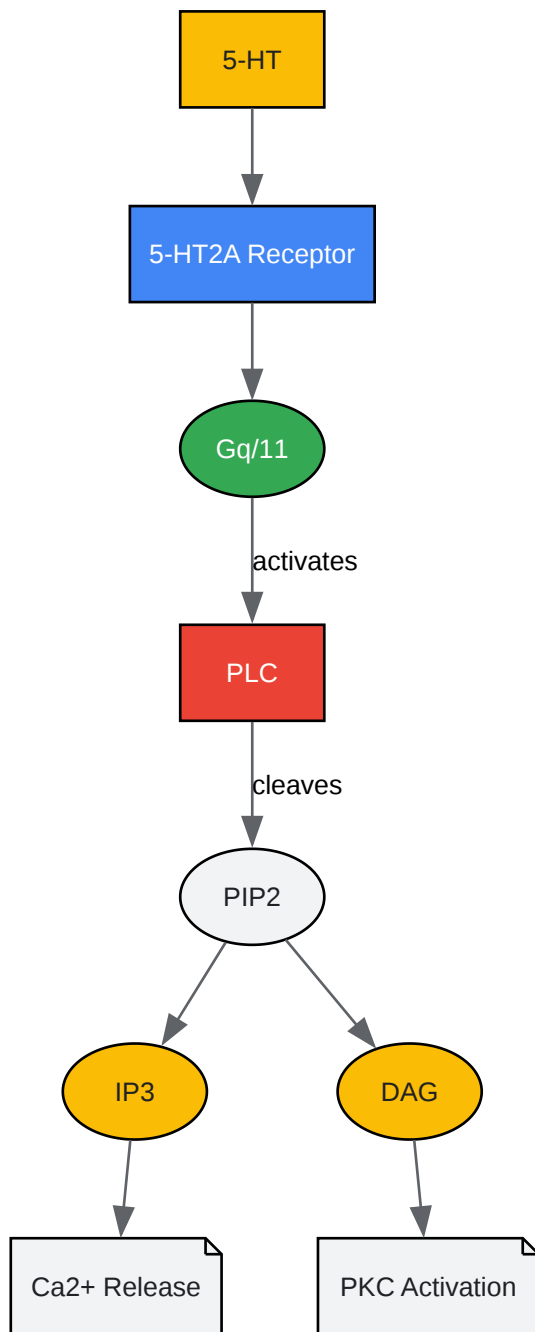 5-HT
5-HT2A Receptor
Gq/11
activates
PLC
cleaves
PIP2
IP3
DAG
Ca2+ Release
PKC Activation